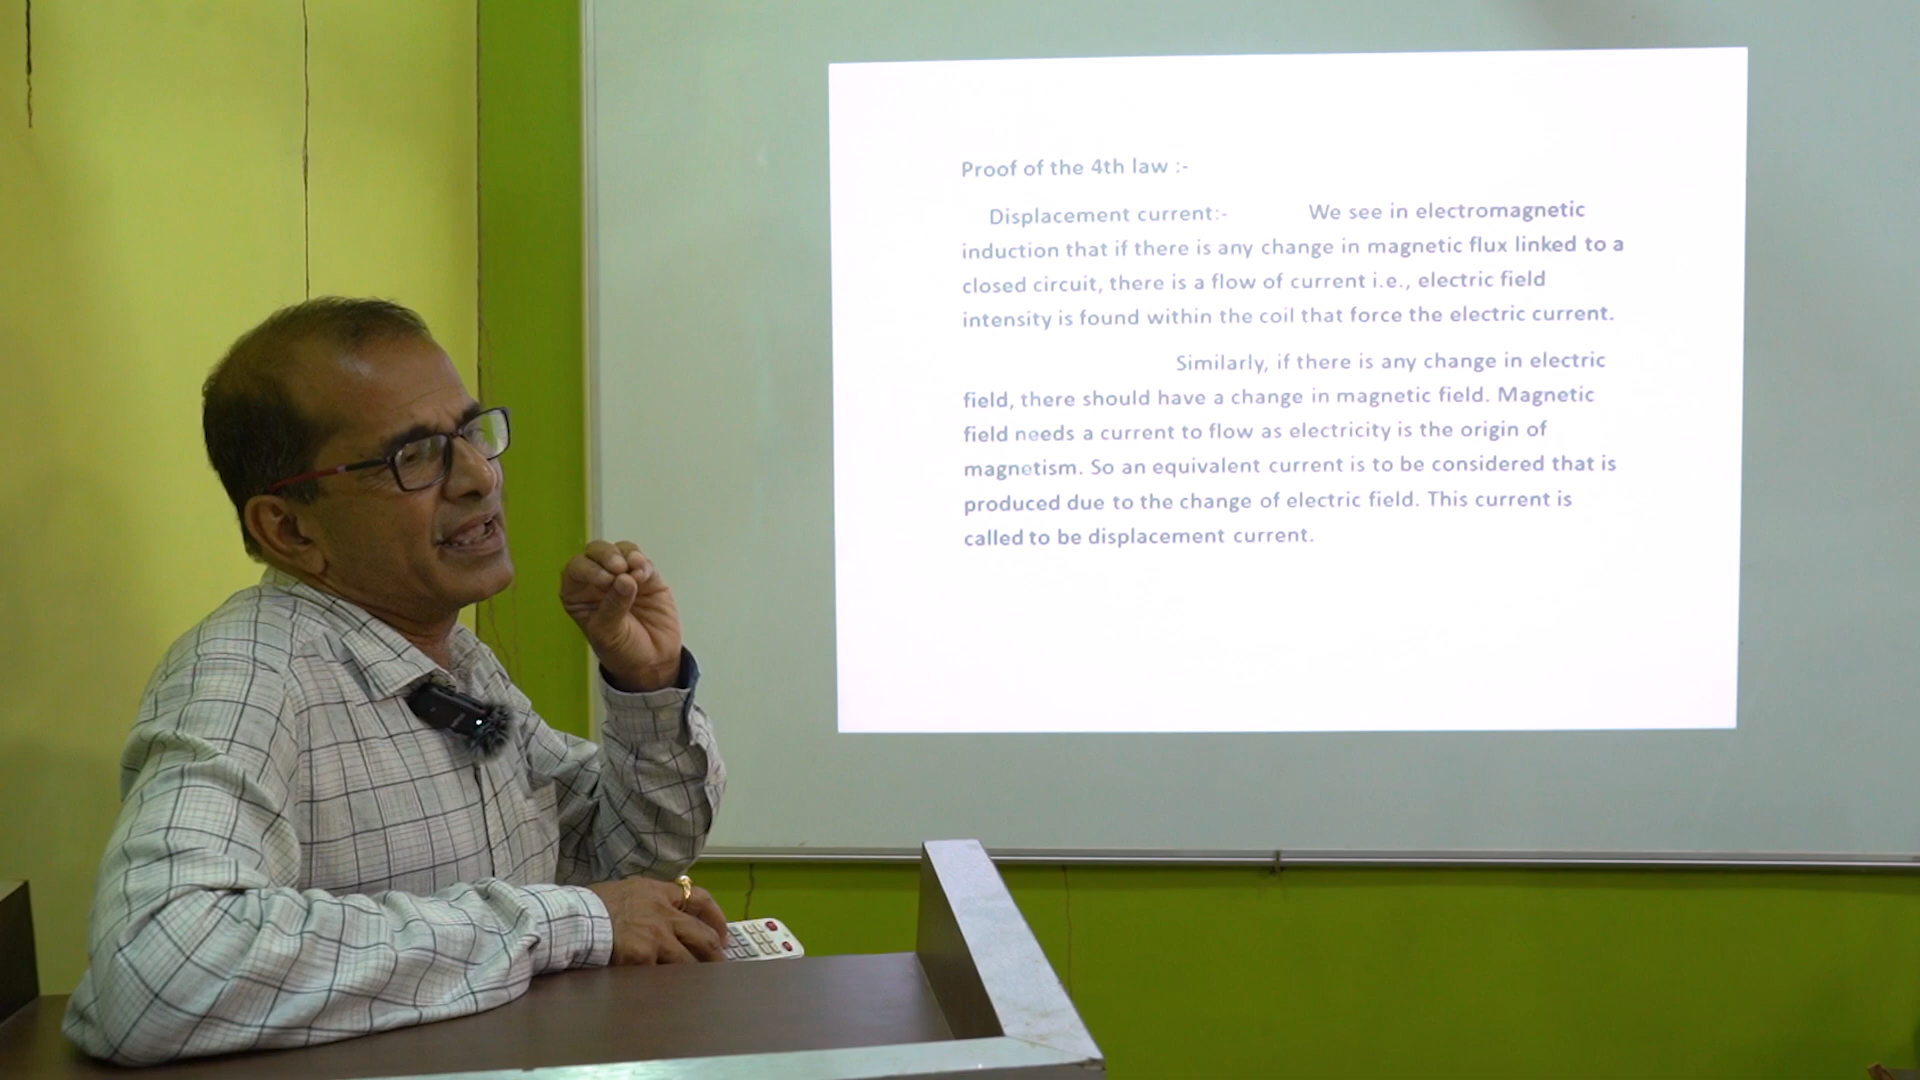 Proof of the 4th law :-
Displacement current:- We see in electromagnetic
induction that if there is any change in magnetic flux linked to a
closed circuit, there is a flow of current i.e., electric field
intensity is found within the coil that force the electric current.
Similarly, if there is any change in electric
field, there should have a change in magnetic field. Magnetic
field needs a current to flow as electricity is the origin of
magnetism. So an equivalent current is to be considered that is
produced due to the change of electric field. This current is
called to be displacement current.